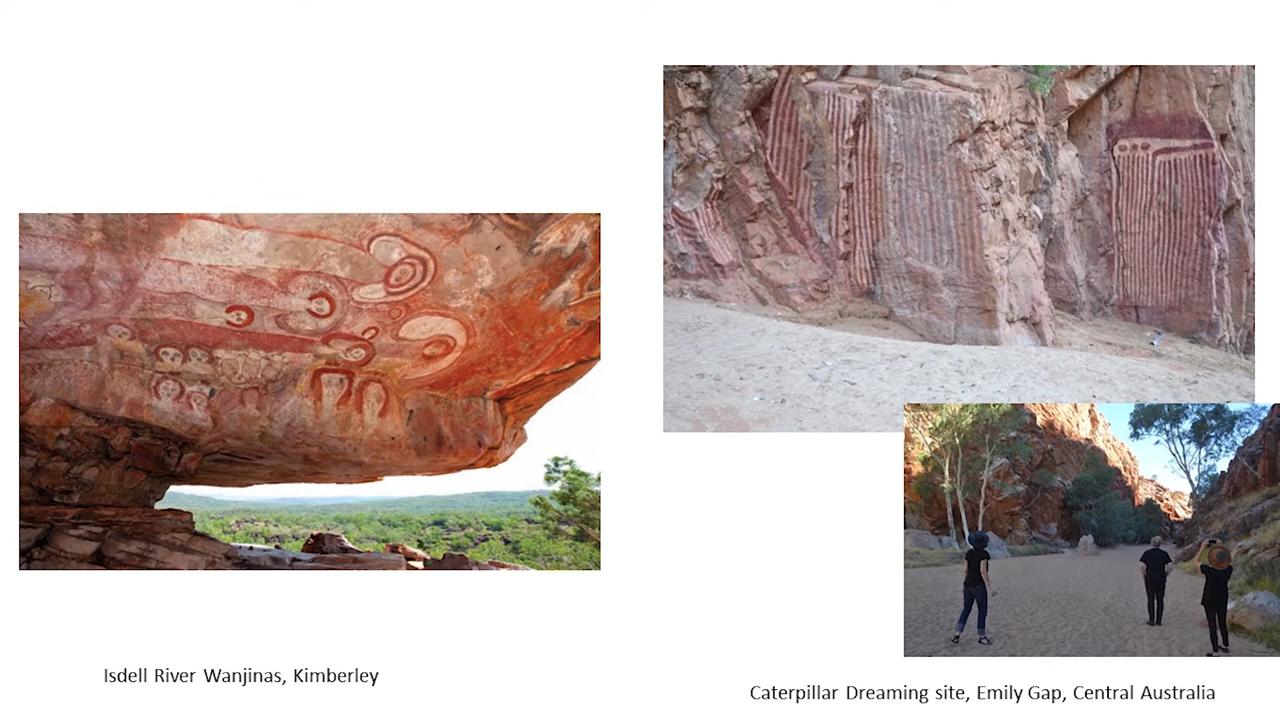 Isdell River Wanjinas, Kimberley
Caterpillar Dreaming site, Emily Gap, Central Australia